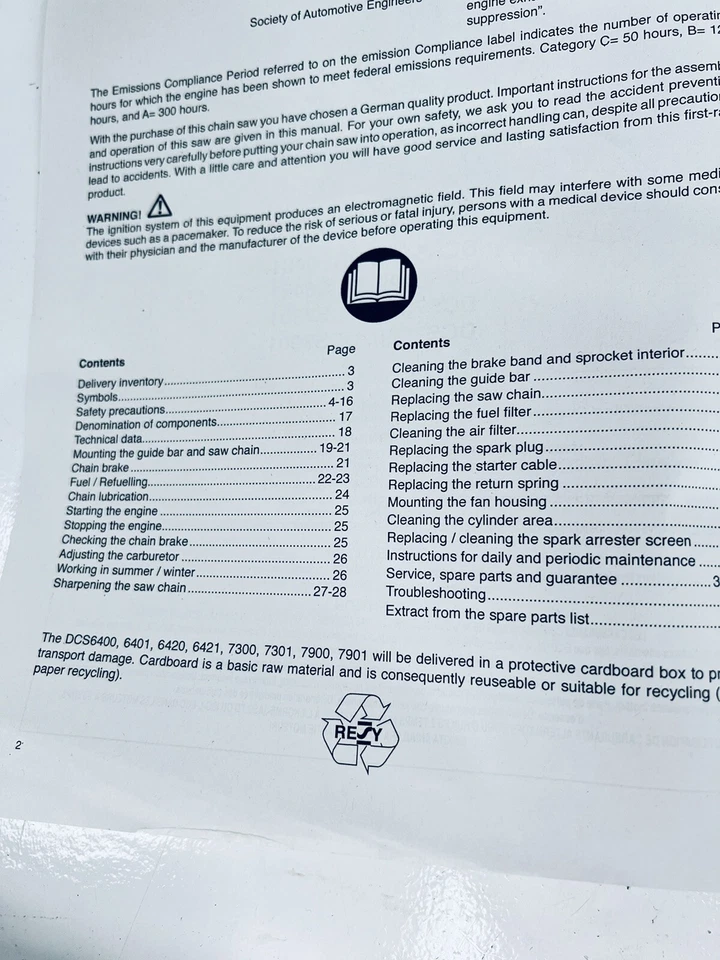 Society of Automotive Engineers
suppression”.
The Emissions Compliance Period referred to on the emission Compliance label indicates the number of
hours for which the engine has been shown to meet federal emissions requirements. Category C= 50 hours, B=
hours, and A= 300 hours.
With the purchase of this chain saw you have chosen a German quality product. Important instructions for the
and operation of this saw are given in this manual. For your own safety, we ask you to read the accident
instructions very carefully before putting your chain saw into operation, as incorrect handling can, despite all
lead to accidents. With a little care and attention you will have good service and lasting satisfaction from this
product.
WARNING!
The ignition system of this equipment produces an electromagnetic field. This field may interfere with some
devices such as a pacemaker. To reduce the risk of serious or fatal injury, persons with a medical device should
with their physician and the manufacturer of the device before operating this equipment.
Contents Page
Delivery inventory.......... 3
Symbols.......... 3
Safety precautions.......... 4-16
Denomination of components.......... 17
Technical data.......... 18
Mounting the guide bar and saw chain.......... 19-21
Chain brake.......... 21
Fuel / Refuelling.......... 22-23
Chain lubrication.......... 24
Starting the engine.......... 25
Stopping the engine.......... 25
Checking the chain brake.......... 25
Adjusting the carburetor.......... 26
Working in summer / winter.......... 26
Sharpening the saw chain.......... 27-28
Contents
Cleaning the brake band and sprocket interior.......
Cleaning the guide bar..........
Replacing the saw chain..........
Replacing the fuel filter..........
Cleaning the air filter..........
Replacing the spark plug..........
Replacing the starter cable..........
Replacing the return spring..........
Mounting the fan housing..........
Cleaning the cylinder area..........
Replacing / cleaning the spark arrester screen.....
Instructions for daily and periodic maintenance.....
Service, spare parts and guarantee..........
Troubleshooting..........
Extract from the spare parts list..........
The DCS6400, 6401, 6420, 6421, 7300, 7301, 7900, 7901 will be delivered in a protective cardboard box to
transport damage. Cardboard is a basic raw material and is consequently reuseable or suitable for recycling (
paper recycling).
RESY
2